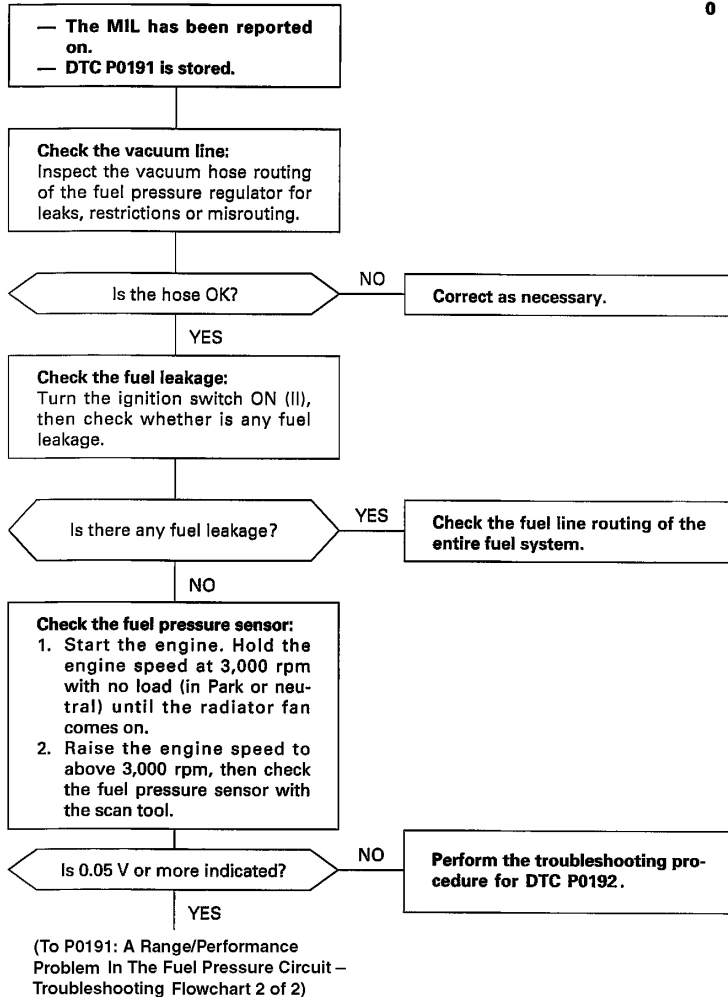 0
— The MIL has been reported
on.
— DTC P0191 is stored.
Check the vacuum line:
Inspect the vacuum hose routing
of the fuel pressure regulator for
leaks, restrictions or misrouting.
Is the hose OK?
NO
Correct as necessary.
YES
Check the fuel leakage:
Turn the ignition switch ON (II),
then check whether is any fuel
leakage.
Is there any fuel leakage?
YES
Check the fuel line routing of the
entire fuel system.
NO
Check the fuel pressure sensor:
1. Start the engine. Hold the
engine speed at 3,000 rpm
with no load (in Park or neu-
tral) until the radiator fan
comes on.
2. Raise the engine speed to
above 3,000 rpm, then check
the fuel pressure sensor with
the scan tool.
Is 0.05 V or more indicated?
NO
Perform the troubleshooting pro-
cedure for DTC P0192.
YES
(To P0191: A Range/Performance
Problem In The Fuel Pressure Circuit –
Troubleshooting Flowchart 2 of 2)